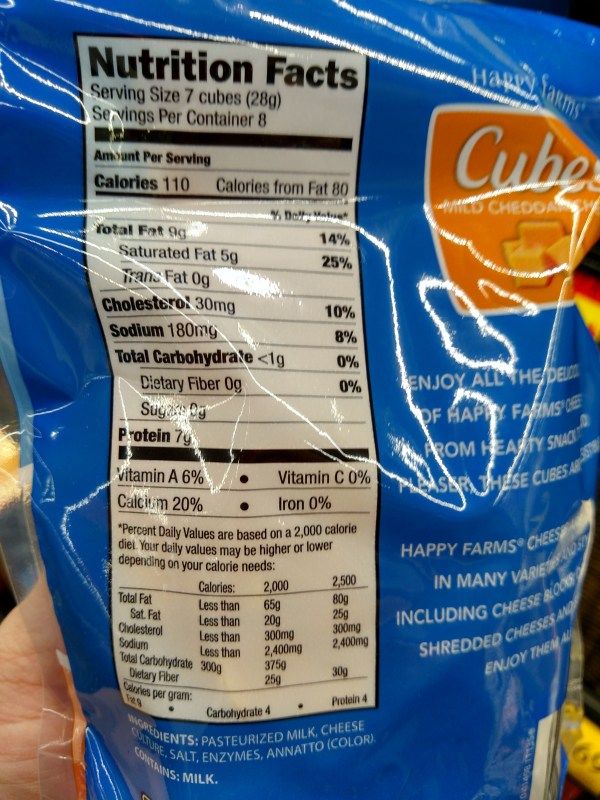 Nutrition Facts
Serving Size 7 cubes (28g)
Servings Per Container 8
Amount Per Serving
Calories 110 Calories from Fat 80
% Daily Value*
Total Fat 9g 14%
Saturated Fat 5g 25%
Trans Fat 0g
Cholesterol 30mg 10%
Sodium 180mg 8%
Total Carbohydrate <1g 0%
Dietary Fiber 0g 0%
Sugars 0g
Protein 7g
Vitamin A 6% • Vitamin C 0%
Calcium 20% • Iron 0%
*Percent Daily Values are based on a 2,000 calorie
diet. Your daily values may be higher or lower
depending on your calorie needs:
Calories: 2,000 2,500
Total Fat Less than 65g 80g
Sat. Fat Less than 20g 25g
Cholesterol Less than 300mg 300mg
Sodium Less than 2,400mg 2,400mg
Total Carbohydrate 300g 375g
Dietary Fiber 25g 30g
Calories per gram:
Fat 9 • Carbohydrate 4 • Protein 4
INGREDIENTS: PASTEURIZED MILK, CHEESE
CULTURE, SALT, ENZYMES, ANNATTO (COLOR).
CONTAINS: MILK.
HAPPY farms®
Cubes
MILD CHEDDAR
ENJOY ALL THE
OF HAPPY FARMS®
FROM HEARTY SNACK
PLEASER, THESE CUBES
HAPPY FARMS® CHEESE
IN MANY
INCLUDING CHEESE BLOCKS
SHREDDED CHEESES AND
ENJOY THEM